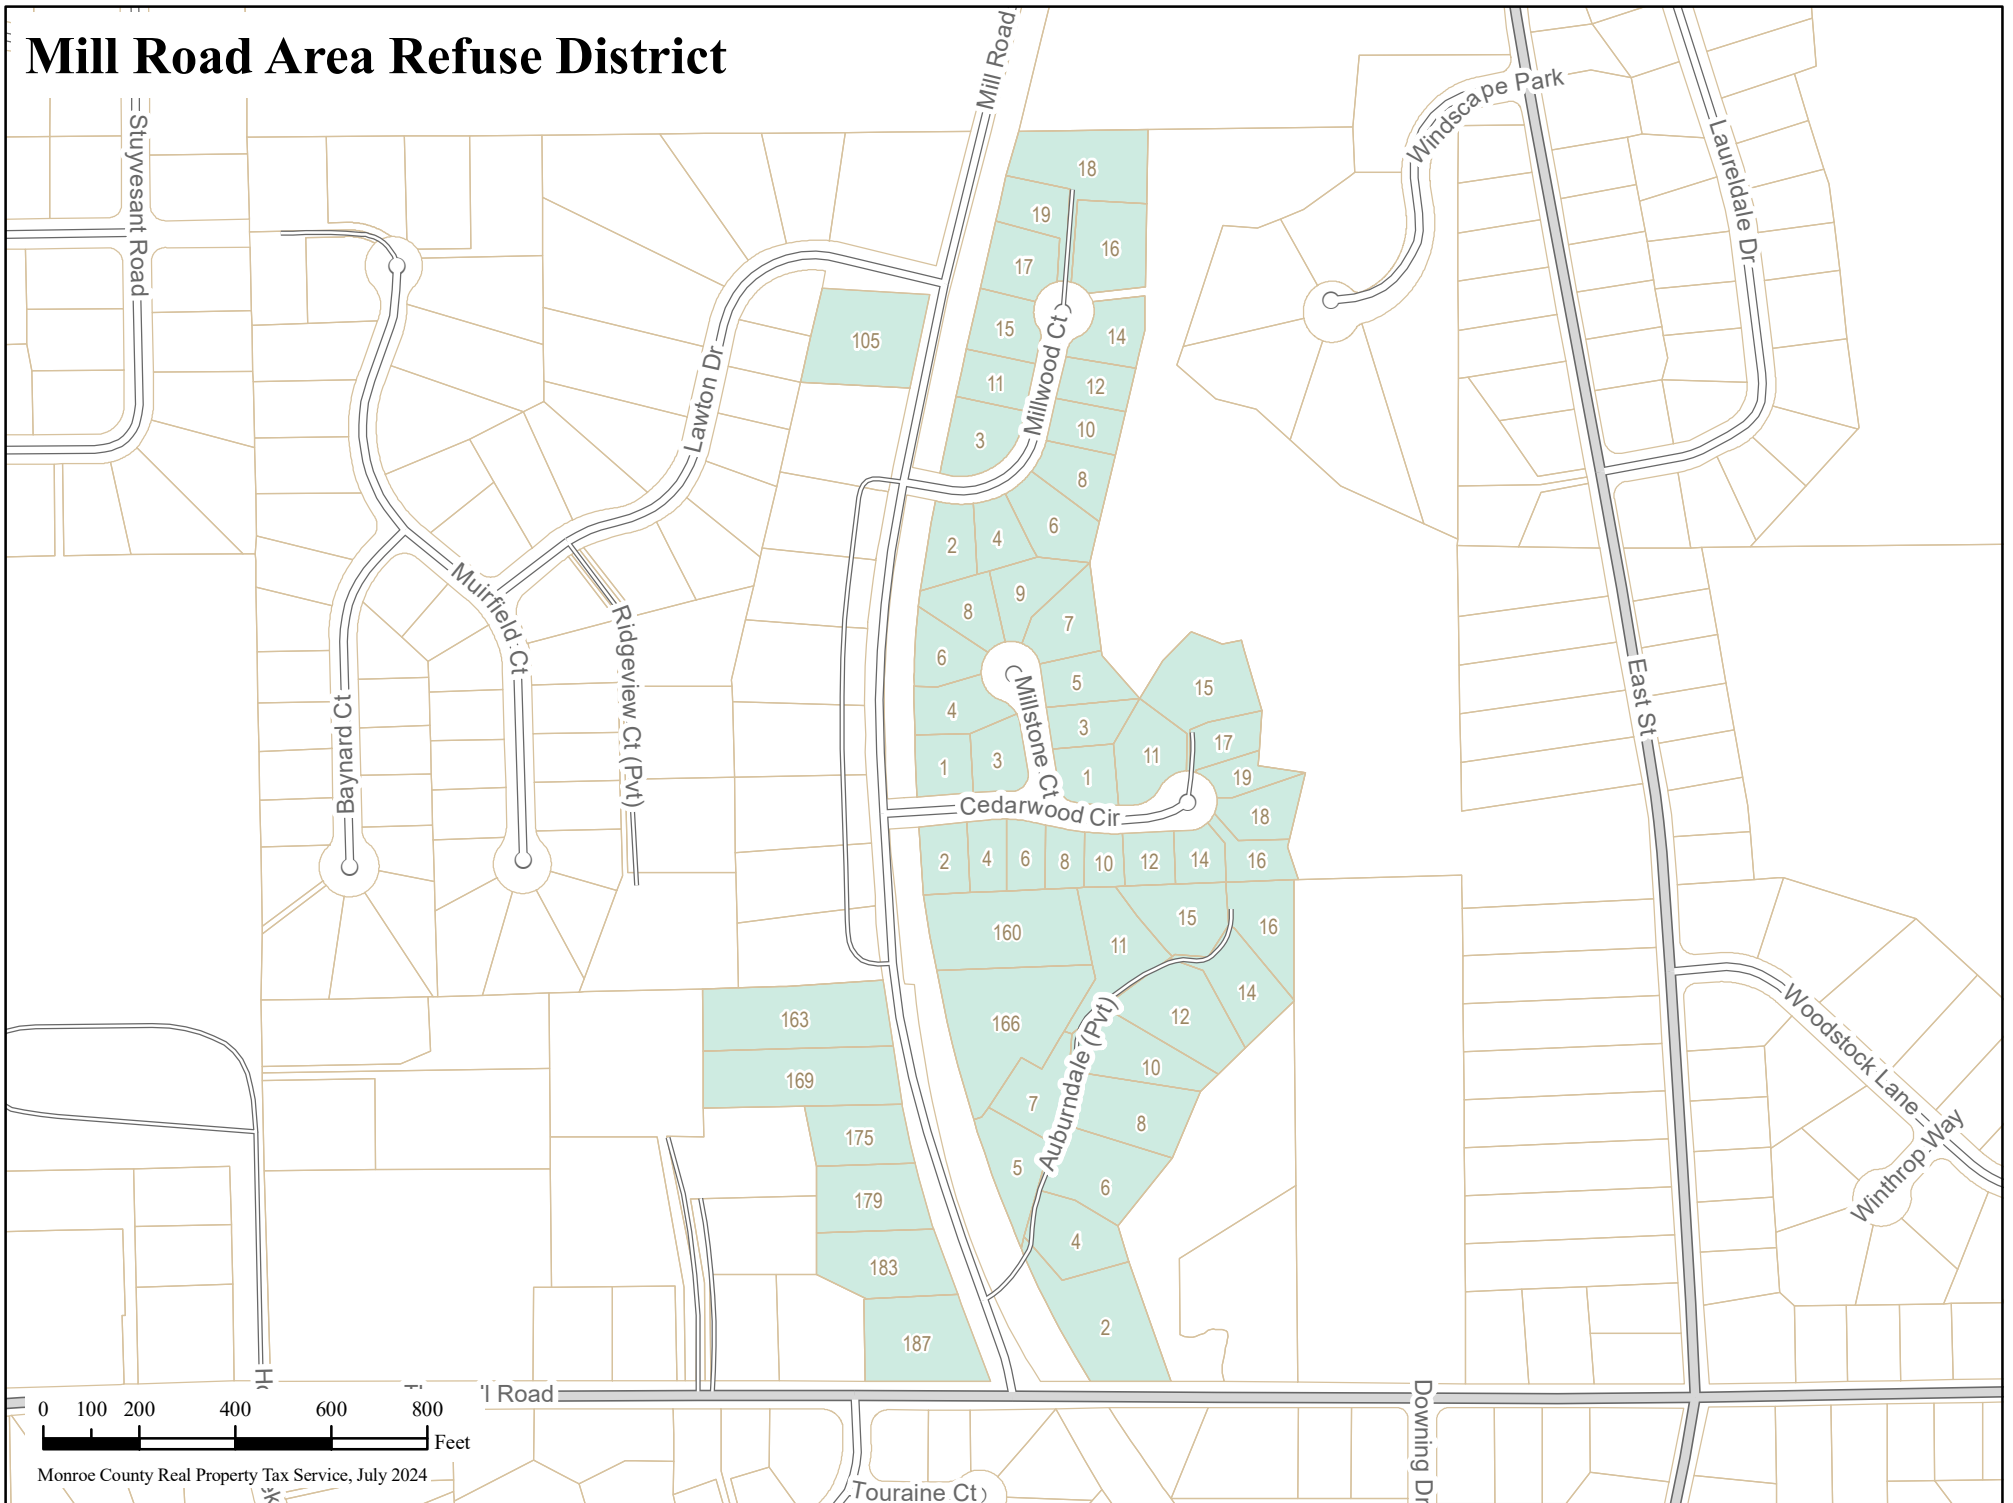 Mill Road Area Refuse District
Mill Road
Windscape Park
Stuyvesant Road
Laureldale Dr
18
19
16
17
105
15
14
Millwood Ct
Lawton Dr
11
12
3
10
8
2
4
6
Muirfield Ct
Ridgeview Ct (Pvt)
8
9
7
6
5
15
4
Millstone Ct
3
17
East St
Baynard Ct
1
3
1
11
19
Cedarwood Cir
18
2
4
6
8
10
12
14
16
160
11
15
16
163
166
12
14
Woodstock Lane
Winthrop Way
169
7
10
Auburndale (Pvt)
175
8
5
179
6
183
4
187
2
Road
Downing Dr
0 100 200 400 600 800
Feet
Monroe County Real Property Tax Service, July 2024
Touraine Ct